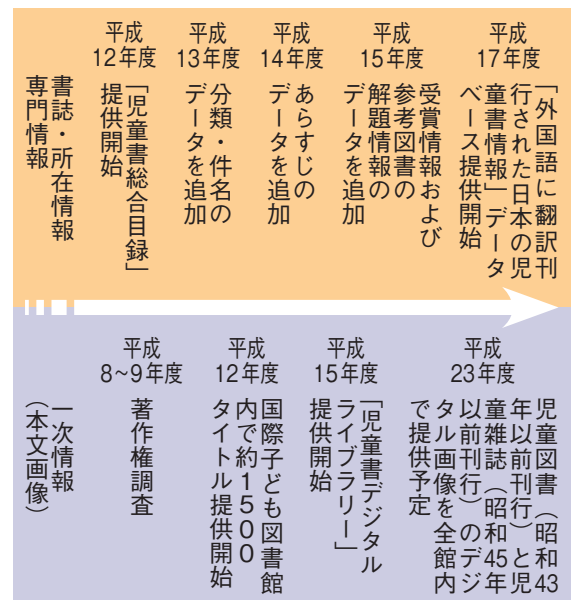 書誌・所在情報
専門情報
平成
12年度
「児童書総合目録」
提供開始
平成
13年度
分類・件名の
データを追加
平成
14年度
あらすじの
データを追加
平成
15年度
受賞情報および
参考図書の
解題情報の
データを追加
平成
17年度
「外国語に翻訳刊
行された日本の児
童書情報」データ
ベース提供開始
一次情報
（本文画像）
平成
8~9年度
著作権調査
平成
12年度
国際子ども図書館
内で約1500
タイトル提供開始
平成
15年度
「児童書デジタル
ライブラリー」
提供開始
平成
23年度
児童図書（昭和43
年以前刊行）と児
童雑誌（昭和45年
以前刊行）のデジ
タル画像を全館内
で提供予定